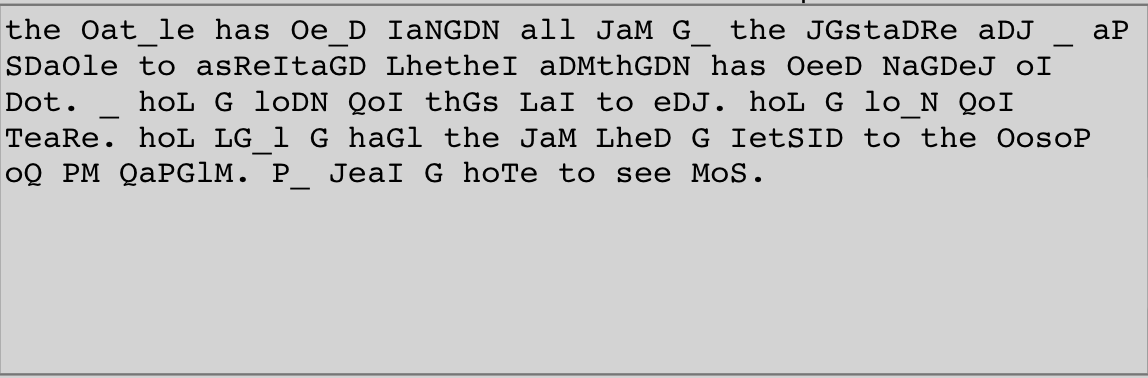 the Oat_le has Oe_D IaNGDN all JaM G_ the JGstaDRe aDJ _ aP
SDaOle to asReItaGD LhetheI aDMthGDN has OeeD NaGDeJ oI
Dot. _ hoL G loDN QoI thGs LaI to eDJ. hoL G lo_N QoI
TeaRe. hoL LG_l G haGl the JaM LheD G IetSID to the OosoP
oQ PM QaPGlM. P_ JeaI G hoTe to see MoS.